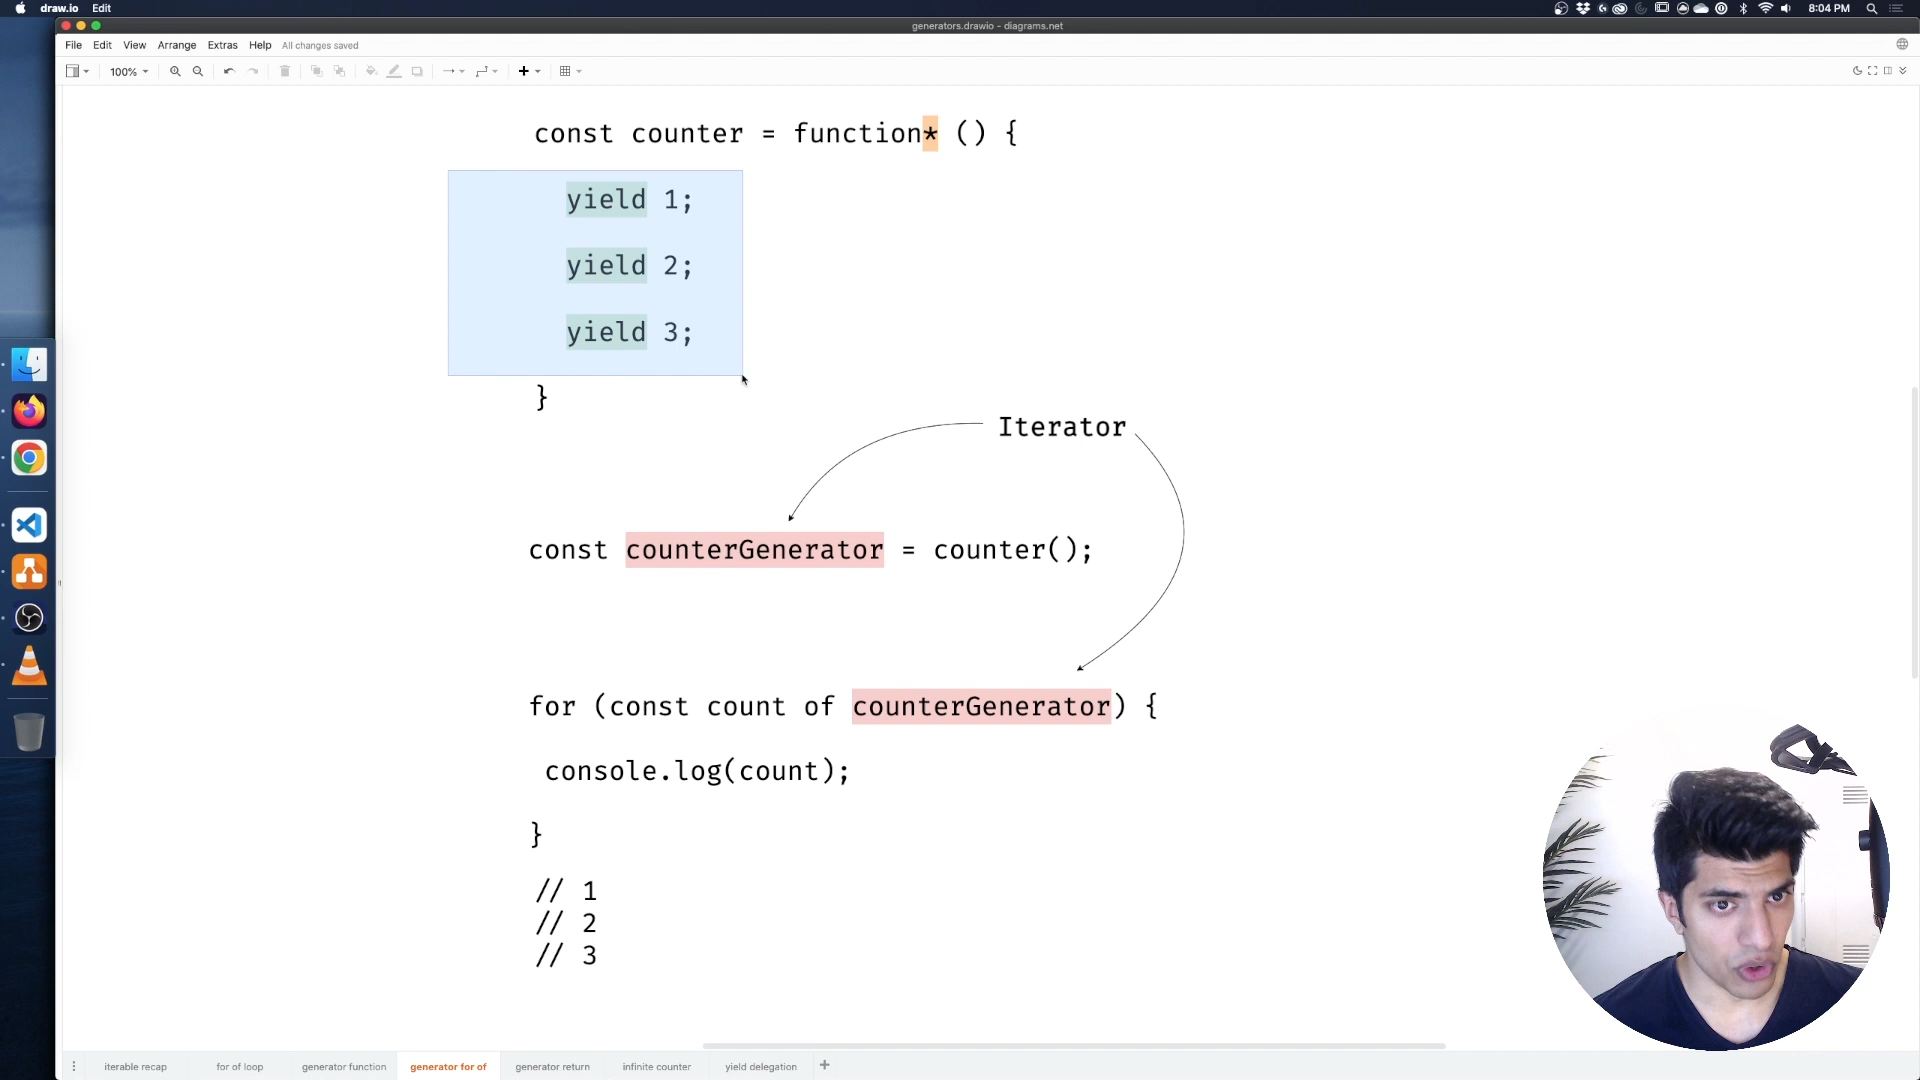 draw.io Edit 8:04 PM
generators.drawio - diagrams.net
File Edit View Arrange Extras Help All changes saved
100%
const counter = function* () {
yield 1;
yield 2;
yield 3;
}
Iterator
const counterGenerator = counter();
for (const count of counterGenerator) {
console.log(count);
}
// 1
// 2
// 3
iterable recap for of loop generator function generator for of generator return infinite counter yield delegation